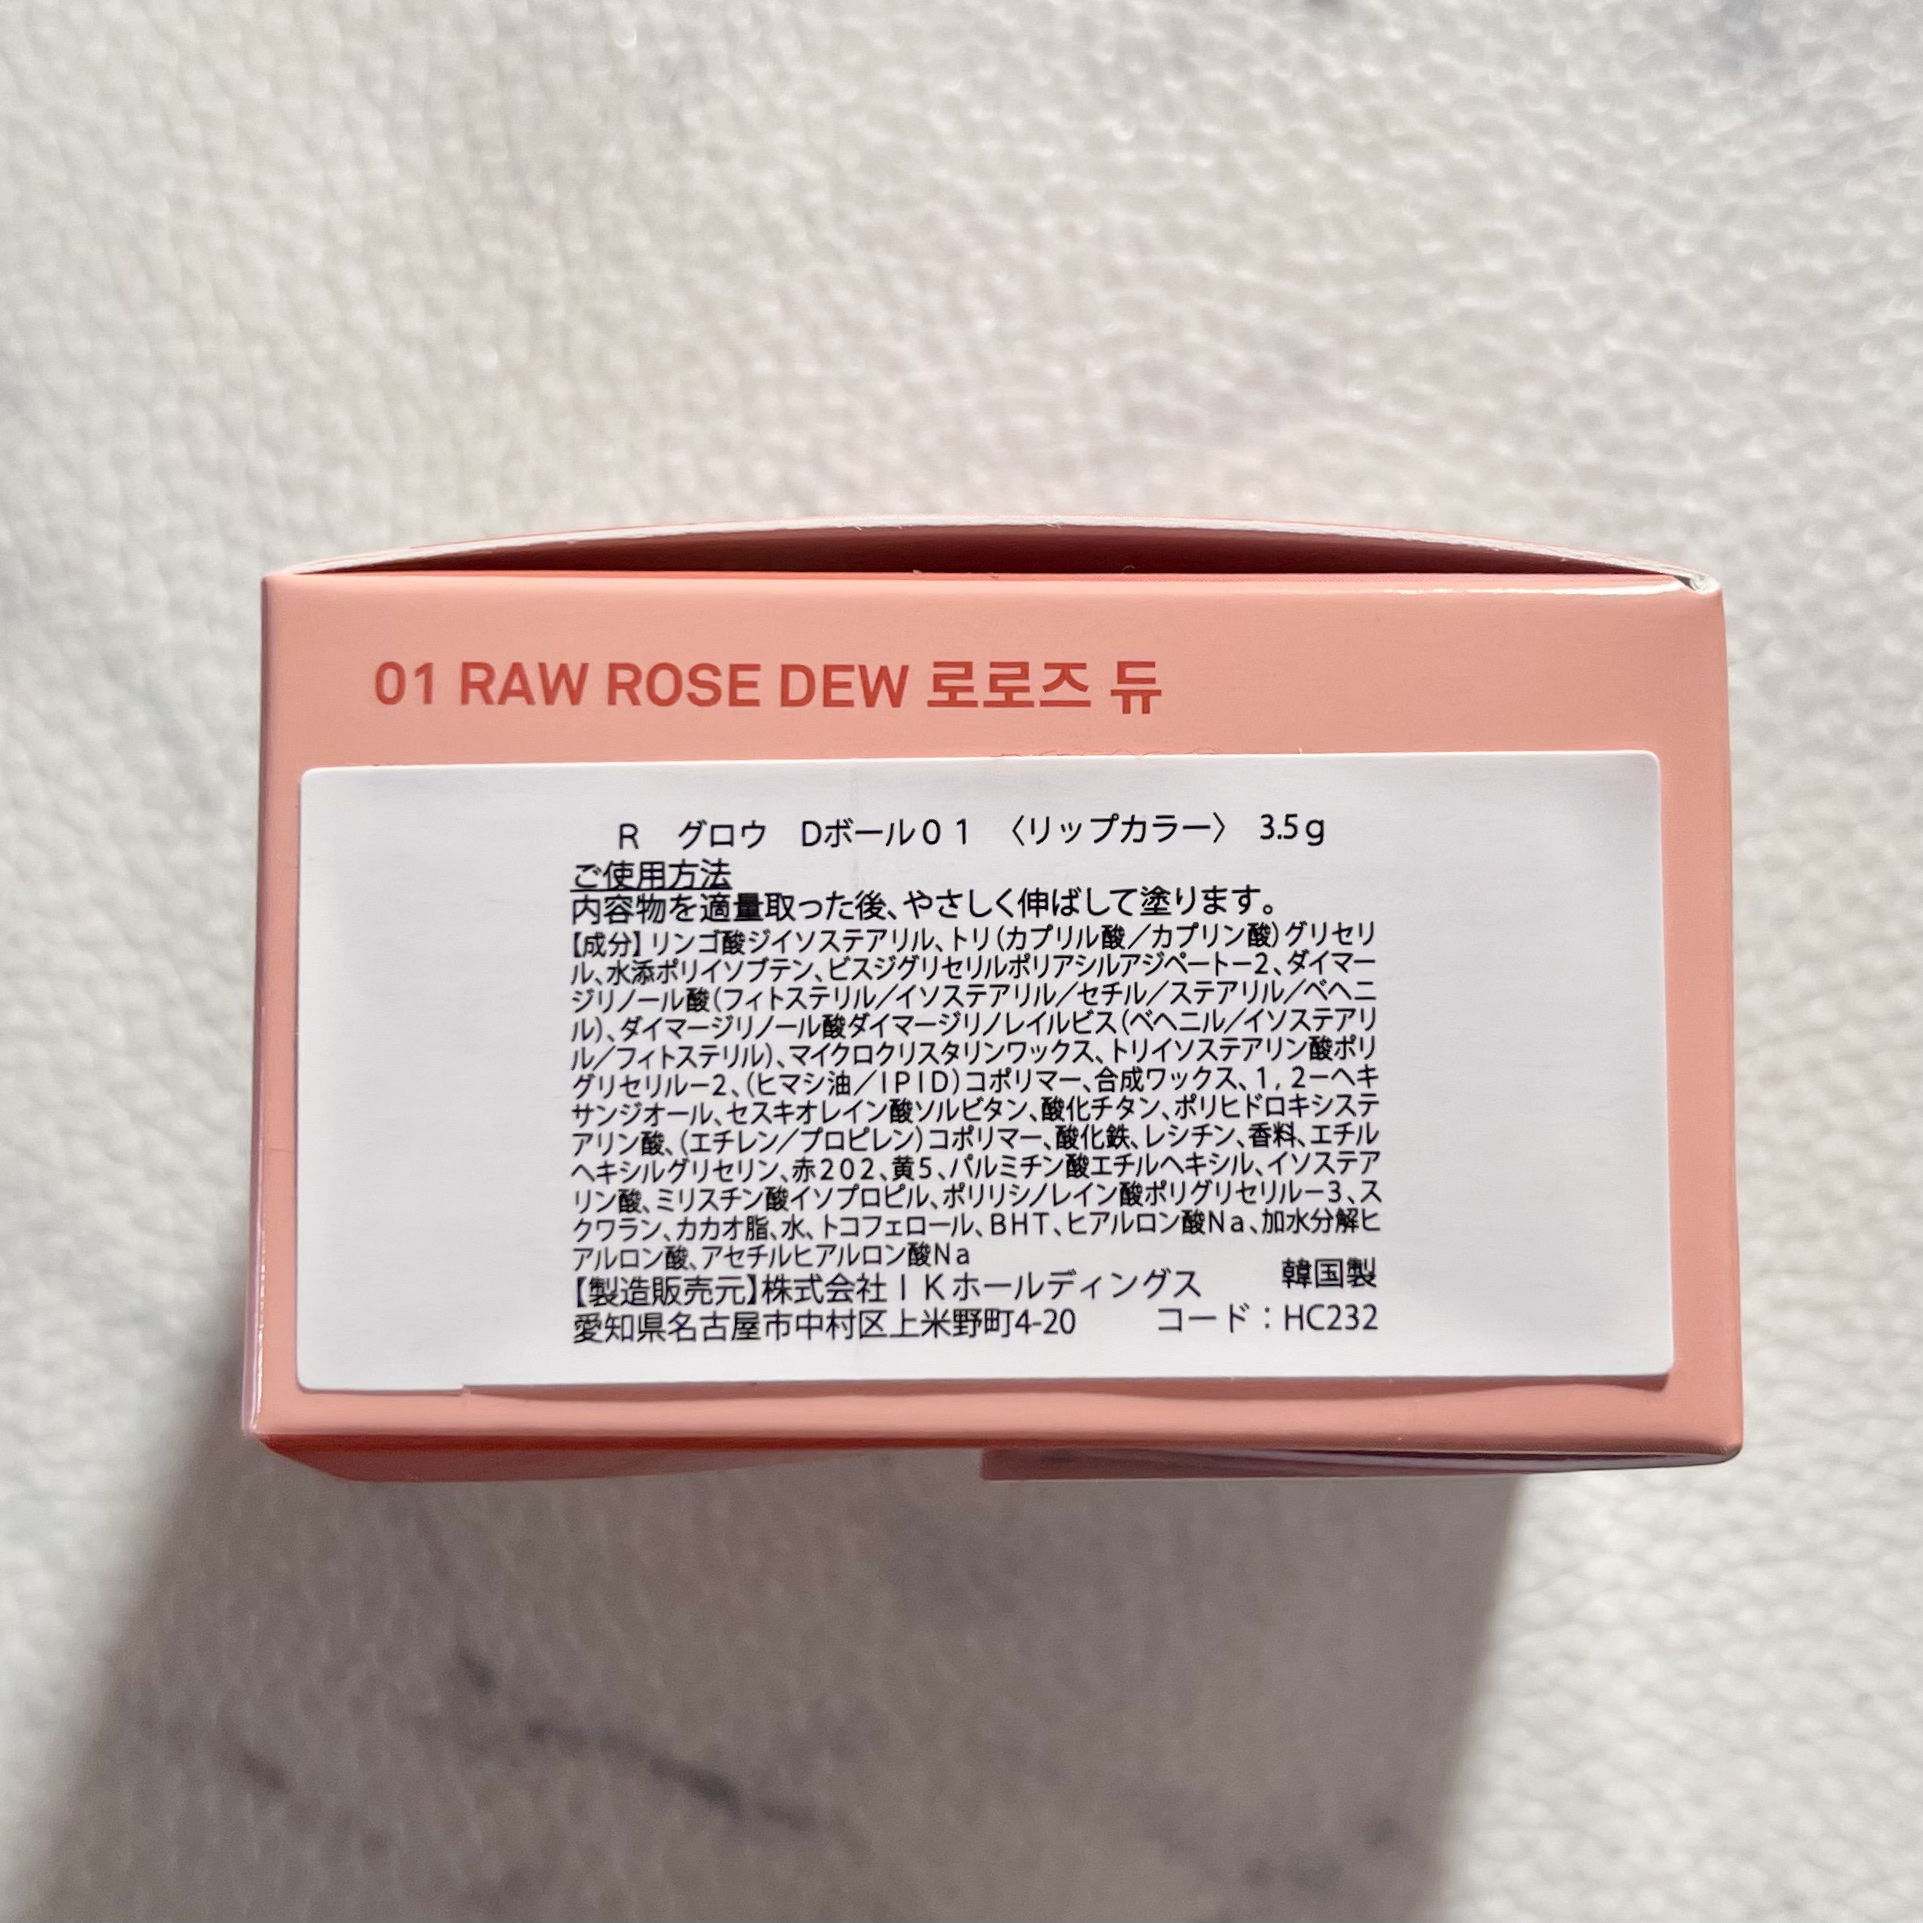 01 RAW ROSE DEW 로로즈 듀
R　グロウ　Dボール０１　〈リップカラー〉　3.5g
ご使用方法
内容物を適量取った後、やさしく伸ばして塗ります。
【成分】リンゴ酸ジイソステアリル、トリ（カプリル酸／カプリン酸）グリセリ
ル、水添ポリイソブテン、ビスジグリセリルポリアシルアジペートー2、ダイマー
ジリノール酸（フィトステリル／イソステアリル／セチル／ステアリル／ベヘニ
ル）、ダイマージリノール酸ダイマージリノレイルビス（ベヘニル／イソステアリ
ル／フィトステリル）、マイクロクリスタリンワックス、トリイソステアリン酸ポリ
グリセリルー2、（ヒマシ油／IPID）コポリマー、合成ワックス、1，2ーヘキ
サンジオール、セスキオレイン酸ソルビタン、酸化チタン、ポリヒドロキシステ
アリン酸、（エチレン／プロピレン）コポリマー、酸化鉄、レシチン、香料、エチル
ヘキシルグリセリン、赤202、黄5、パルミチン酸エチルヘキシル、イソステア
リン酸、ミリスチン酸イソプロピル、ポリリシノレイン酸ポリグリセリルー3、ス
クワラン、カカオ脂、水、トコフェロール、BHT、ヒアルロン酸Na、加水分解ヒ
アルロン酸、アセチルヒアルロン酸Na
【製造販売元】株式会社ＩＫホールディングス　韓国製
愛知県名古屋市中村区上米野町4-20　コード：HC232